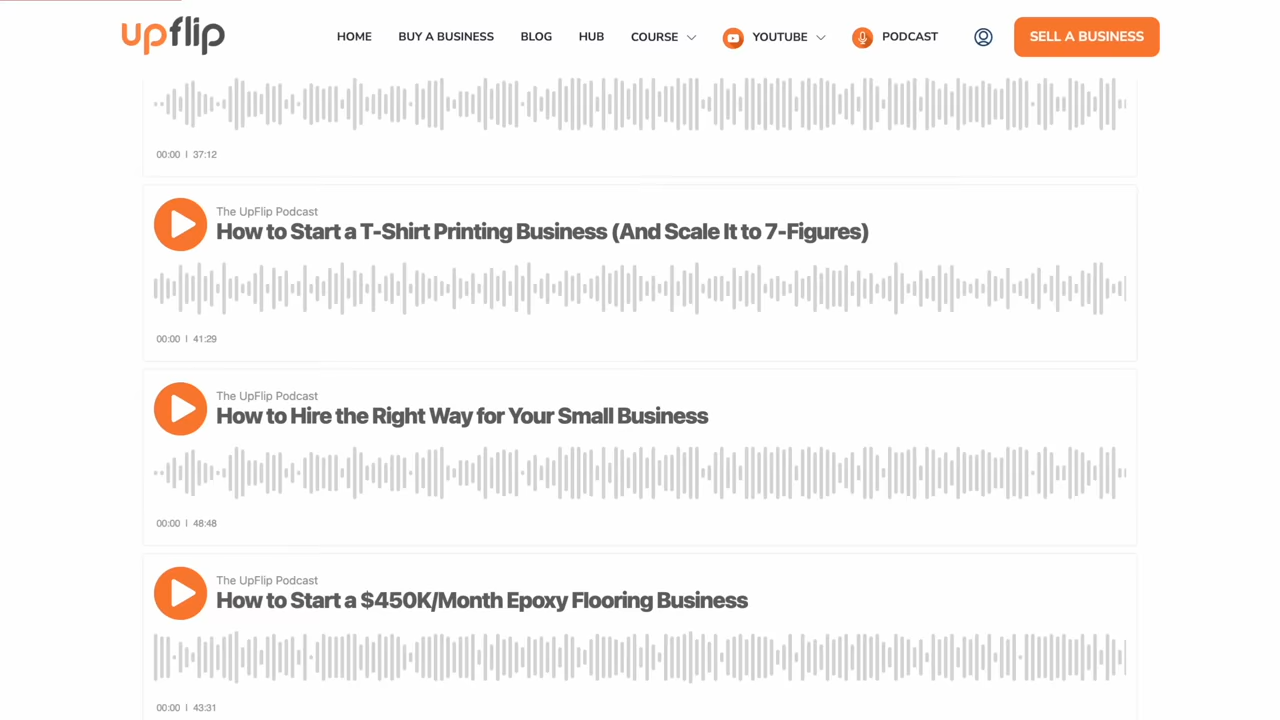 upflip
HOME BUY A BUSINESS BLOG HUB COURSE YOUTUBE PODCAST SELL A BUSINESS
00:00 | 37:12
The UpFlip Podcast
How to Start a T-Shirt Printing Business (And Scale It to 7-Figures)
00:00 | 41:29
The UpFlip Podcast
How to Hire the Right Way for Your Small Business
00:00 | 48:48
The UpFlip Podcast
How to Start a $450K/Month Epoxy Flooring Business
00:00 | 43:31